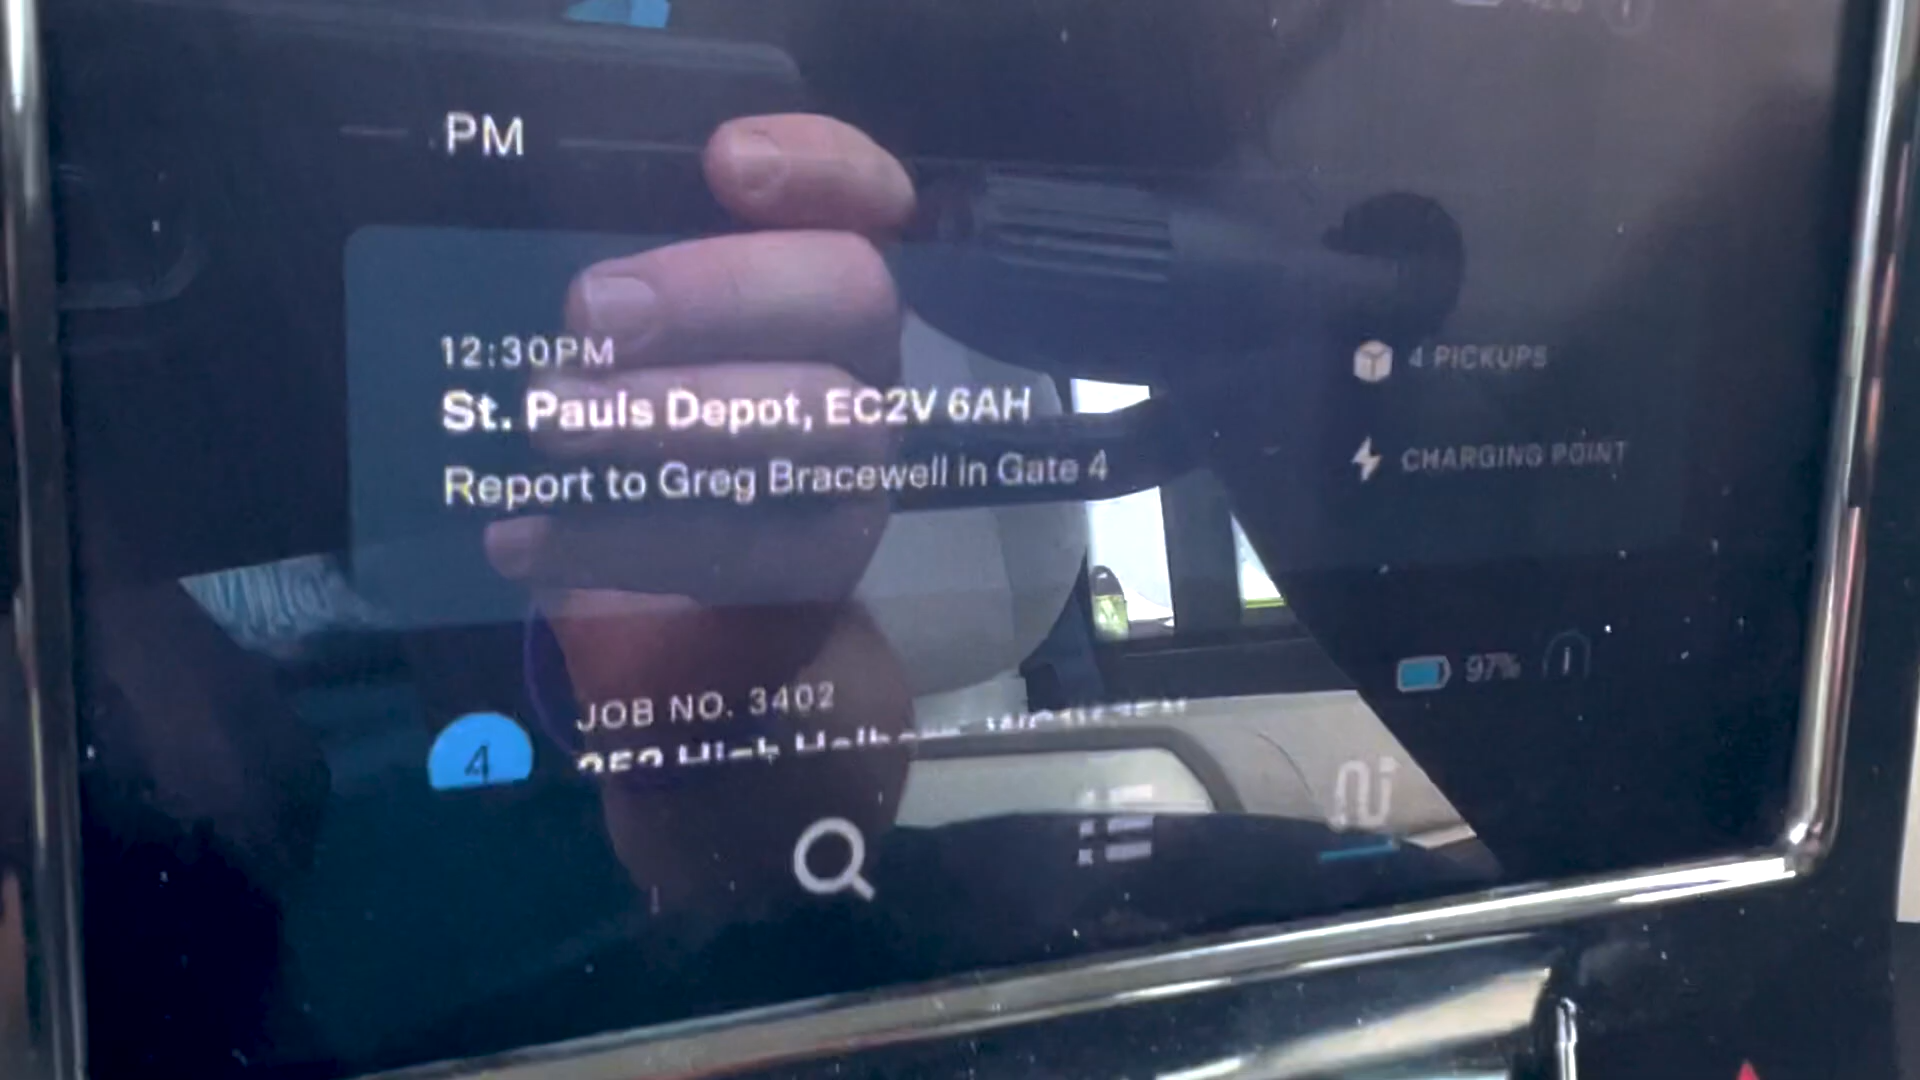 PM
12:30PM
St. Pauls Depot, EC2V 6AH
Report to Greg Bracewell in Gate 4
4 PICKUPS
CHARGING POINT
97%
JOB NO. 3402
4